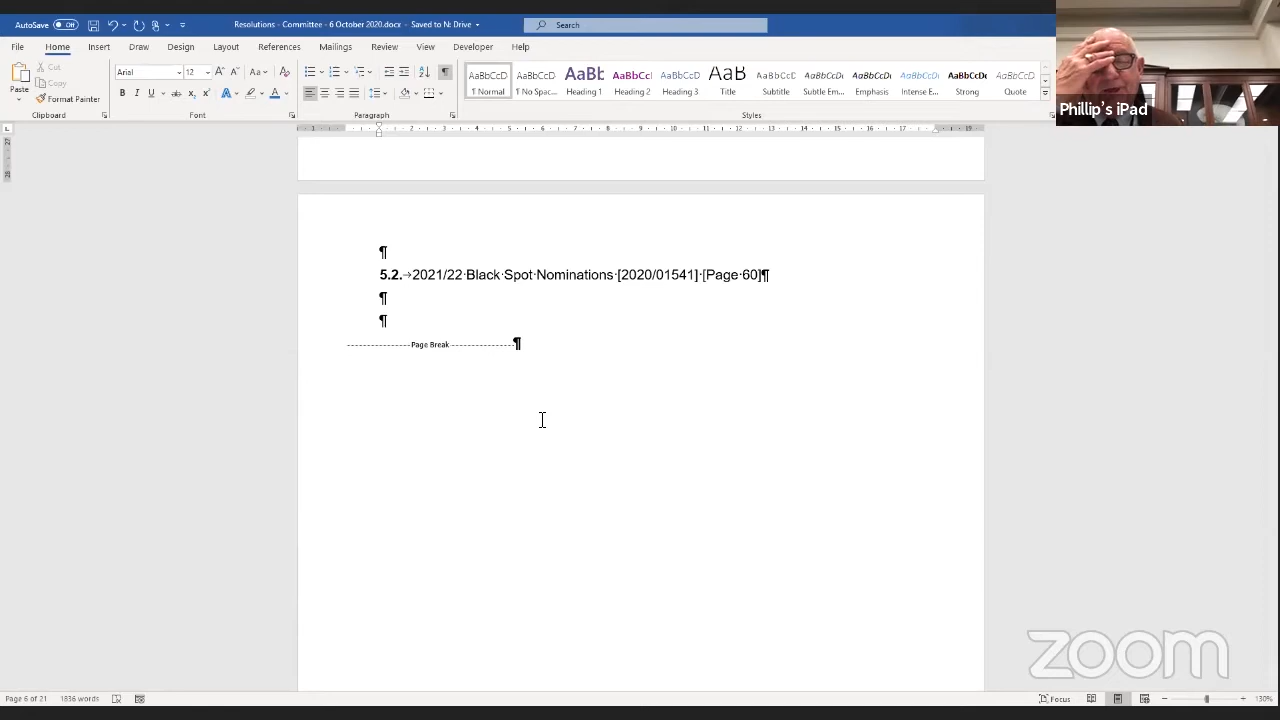 AutoSave Off Resolutions - Committee - 6 October 2020.docx - Saved to N: Drive Search
File Home Insert Draw Design Layout References Mailings Review View Developer Help
Paste Cut Copy Format Painter
Arial 12
AaBbCcD AaBbCcD AaBb AaBbCc AaBbCcD AaB AaBbCcD AaBbCcD AaBbCcD AaBbCcD AaBbCcD AaBbCcD
¶ Normal ¶ No Spac... Heading 1 Heading 2 Heading 3 Title Subtitle Subtle Em... Emphasis Intense E... Strong Quote
Clipboard Font Paragraph Styles
Phillip's iPad
¶
5.2.→2021/22·Black·Spot·Nominations·[2020/01541]·[Page·60]¶
¶
¶
Page Break ¶
zoom
Page 6 of 21 1836 words Focus 130%